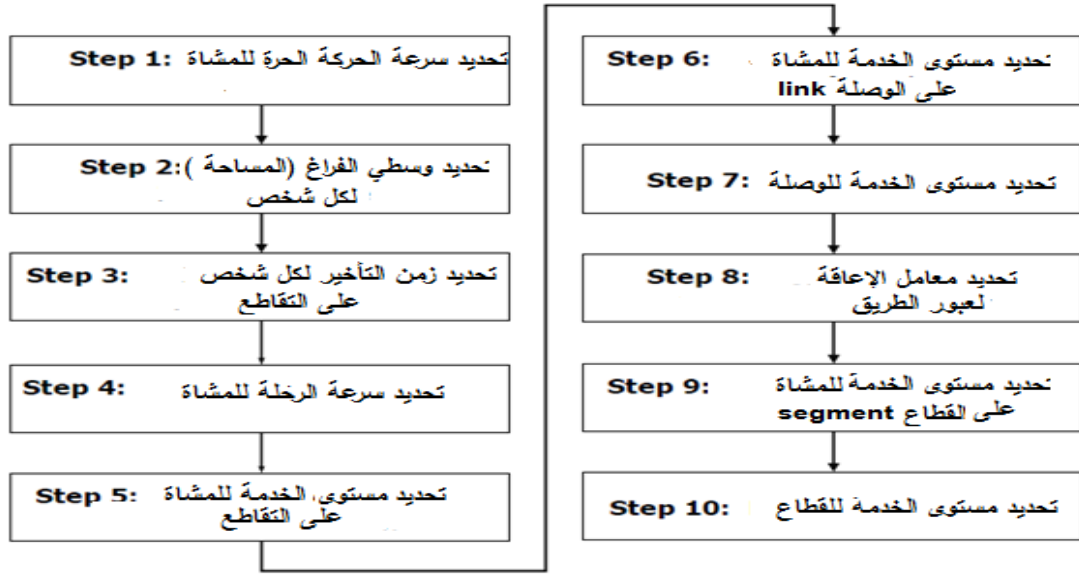 Step 1: تحديد سرعة الحركة الحرة للمشاة
Step 2: تحديد وسطي الفراغ (المساحة ):
لكل شخص
Step 3: تحديد زمن التأخير لكل شخص
على التقاطع
Step 4: تحديد سرعة الرحلة للمشاة
Step 5: تحديد مستوى الخدمة للمشاة
على التقاطع
Step 6: تحديد مستوى الخدمة للمشاة
على الوصلة link
Step 7: تحديد مستوى الخدمة للوصلة
Step 8: تحديد معامل الإعاقة
لعبور الطريق
Step 9: تحديد مستوى الخدمة للمشاة
على القطاع segment
Step 10: تحديد مستوى الخدمة للقطاع